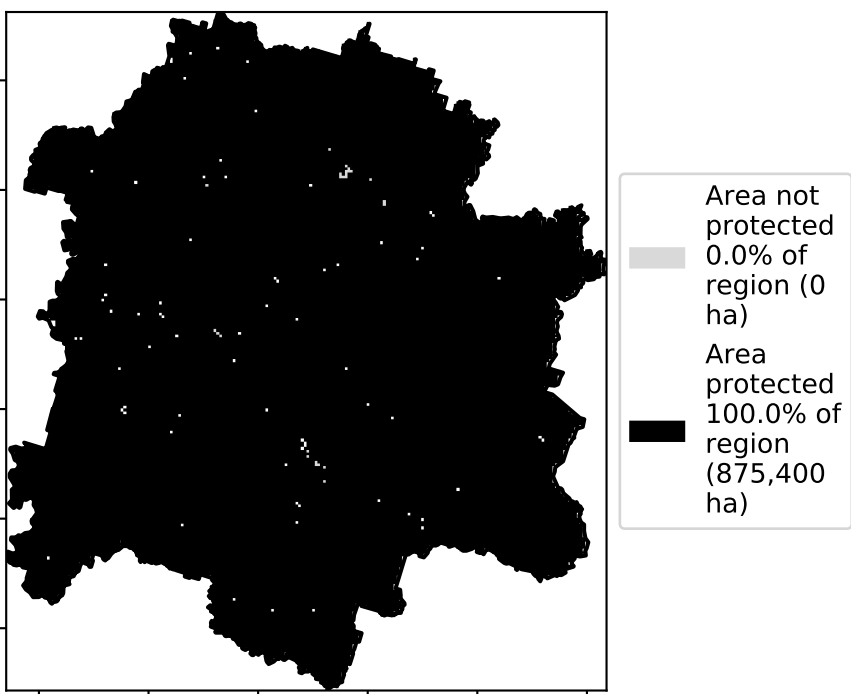 Area not
protected
0.0% of
region (0
ha)
Area
protected
100.0% of
region
(875,400
ha)